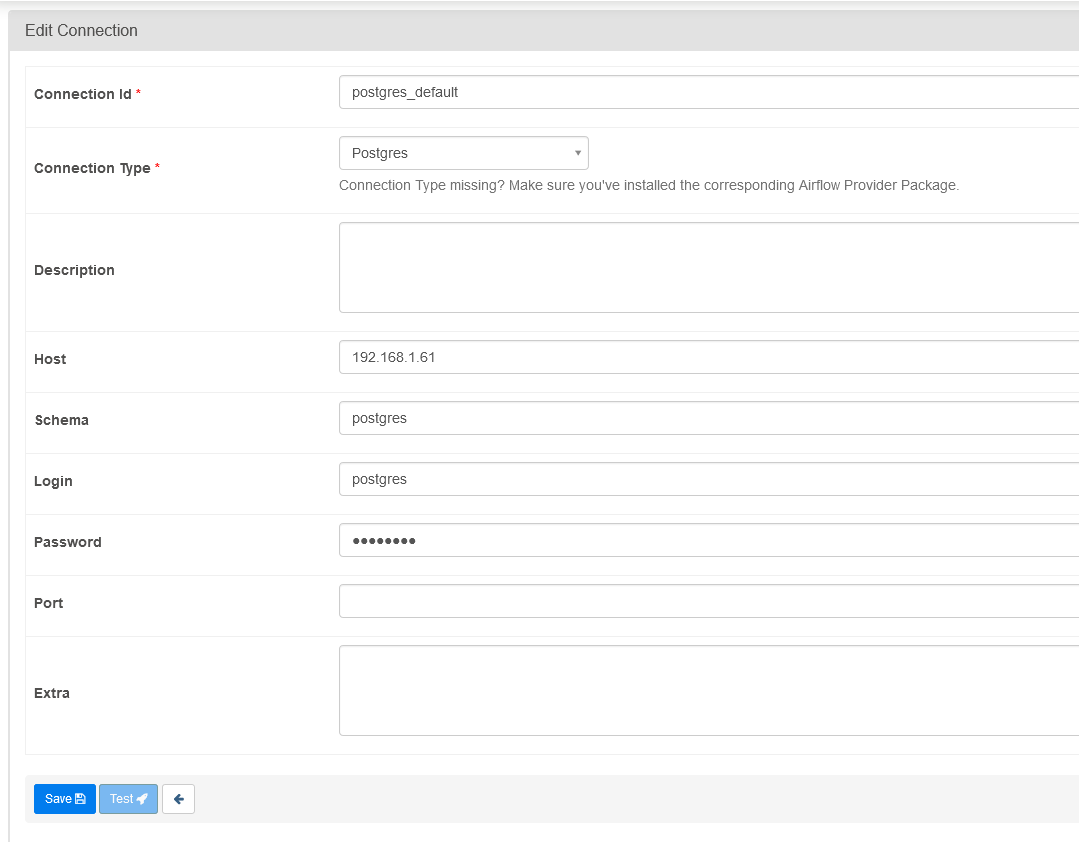 Edit Connection
Connection Id *
postgres_default
Connection Type *
Postgres
Connection Type missing? Make sure you've installed the corresponding Airflow Provider Package.
Description
Host
192.168.1.61
Schema
postgres
Login
postgres
Password
••••••••
Port
Extra
Save
Test